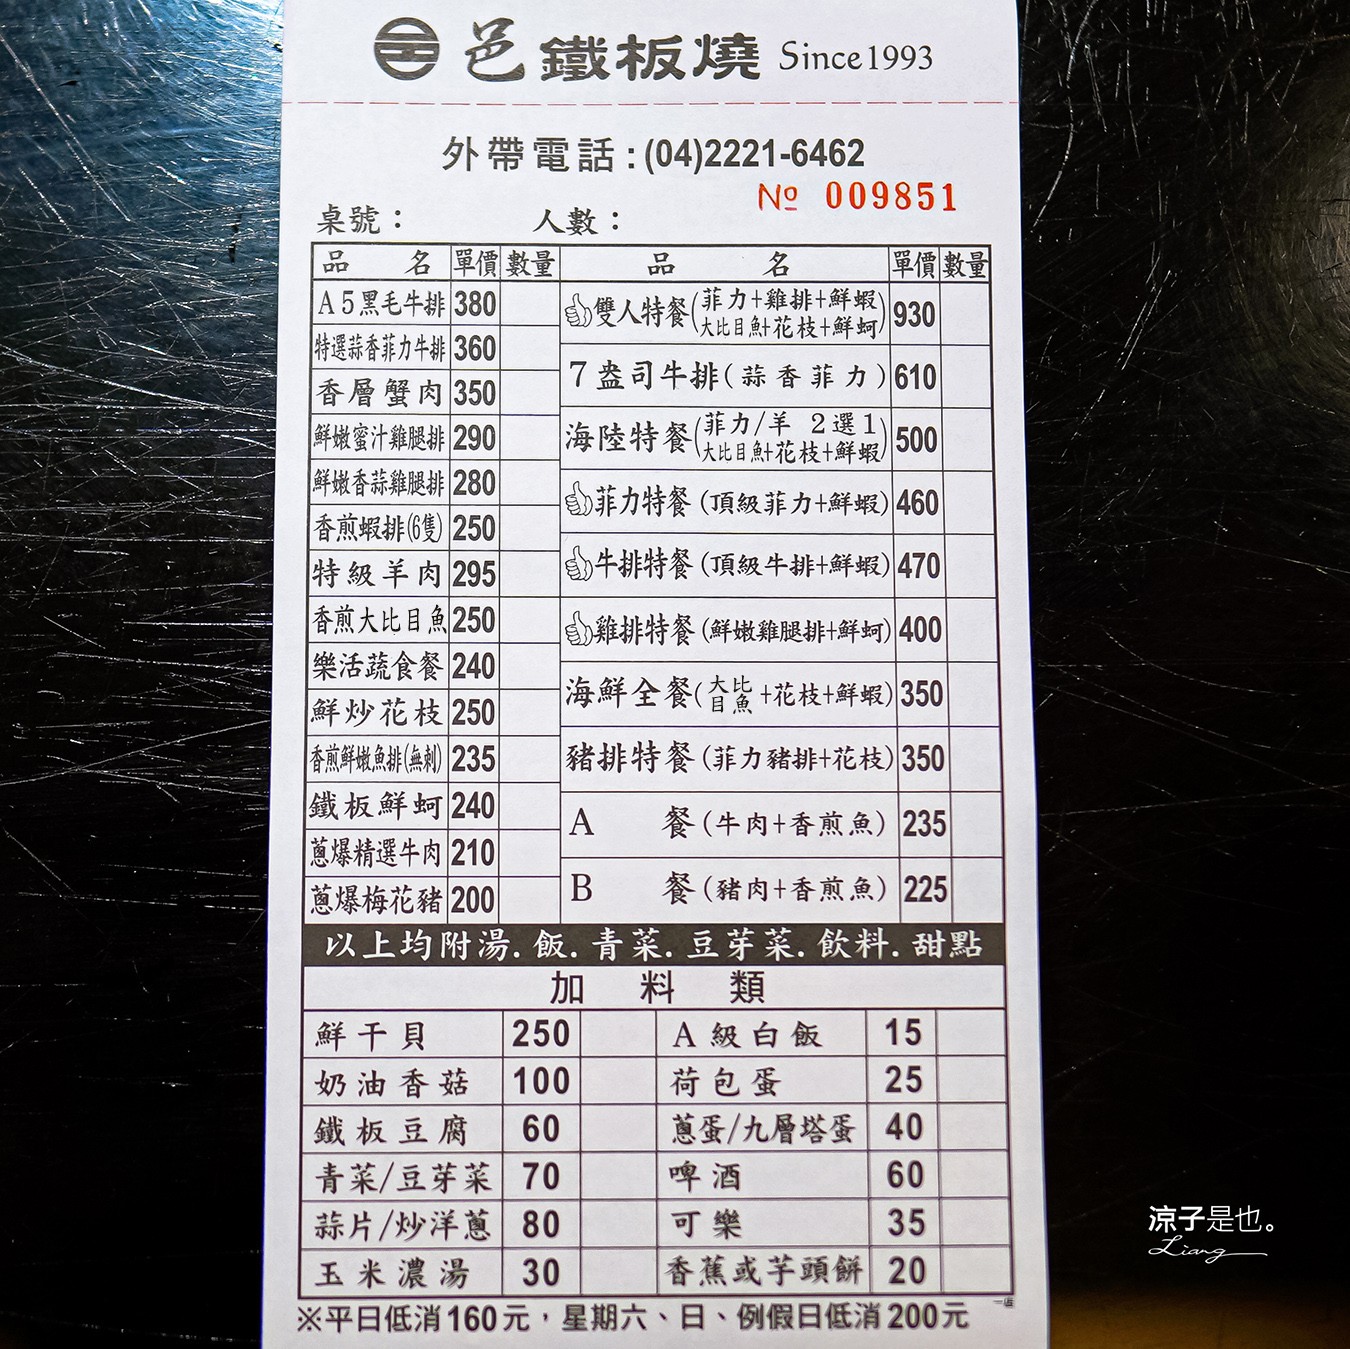 邑 鐵板燒 Since1993
外帶電話:(04)2221-6462
№ 009851
桌號： 人數：
品名 單價 數量 品名 單價 數量
A5黑毛牛排 380
特選蒜香菲力牛排 360
香層蟹肉 350
鮮嫩蜜汁雞腿排 290
鮮嫩香蒜雞腿排 280
香煎蝦排(6隻) 250
特級羊肉 295
香煎大比目魚 250
樂活蔬食餐 240
鮮炒花枝 250
香煎鮮嫩魚排(無刺) 235
鐵板鮮蚵 240
蔥爆精選牛肉 210
蔥爆梅花豬 200
雙人特餐(菲力+雞排+鮮蝦 大比目魚+花枝+鮮蚵) 930
7盎司牛排(蒜香菲力) 610
海陸特餐(菲力/羊 2選1 大比目魚+花枝+鮮蝦) 500
菲力特餐(頂級菲力+鮮蝦) 460
牛排特餐(頂級牛排+鮮蝦) 470
雞排特餐(鮮嫩雞腿排+鮮蚵) 400
海鮮全餐(大比目魚+花枝+鮮蝦) 350
豬排特餐(菲力豬排+花枝) 350
A 餐(牛肉+香煎魚) 235
B 餐(豬肉+香煎魚) 225
以上均附湯.飯.青菜.豆芽菜.飲料.甜點
加料類
鮮干貝 250 A級白飯 15
奶油香菇 100 荷包蛋 25
鐵板豆腐 60 蔥蛋/九層塔蛋 40
青菜/豆芽菜 70 啤酒 60
蒜片/炒洋蔥 80 可樂 35
玉米濃湯 30 香蕉或芋頭餅 20
※平日低消160元，星期六、日、例假日低消200元
一店
涼子是也。
Liang